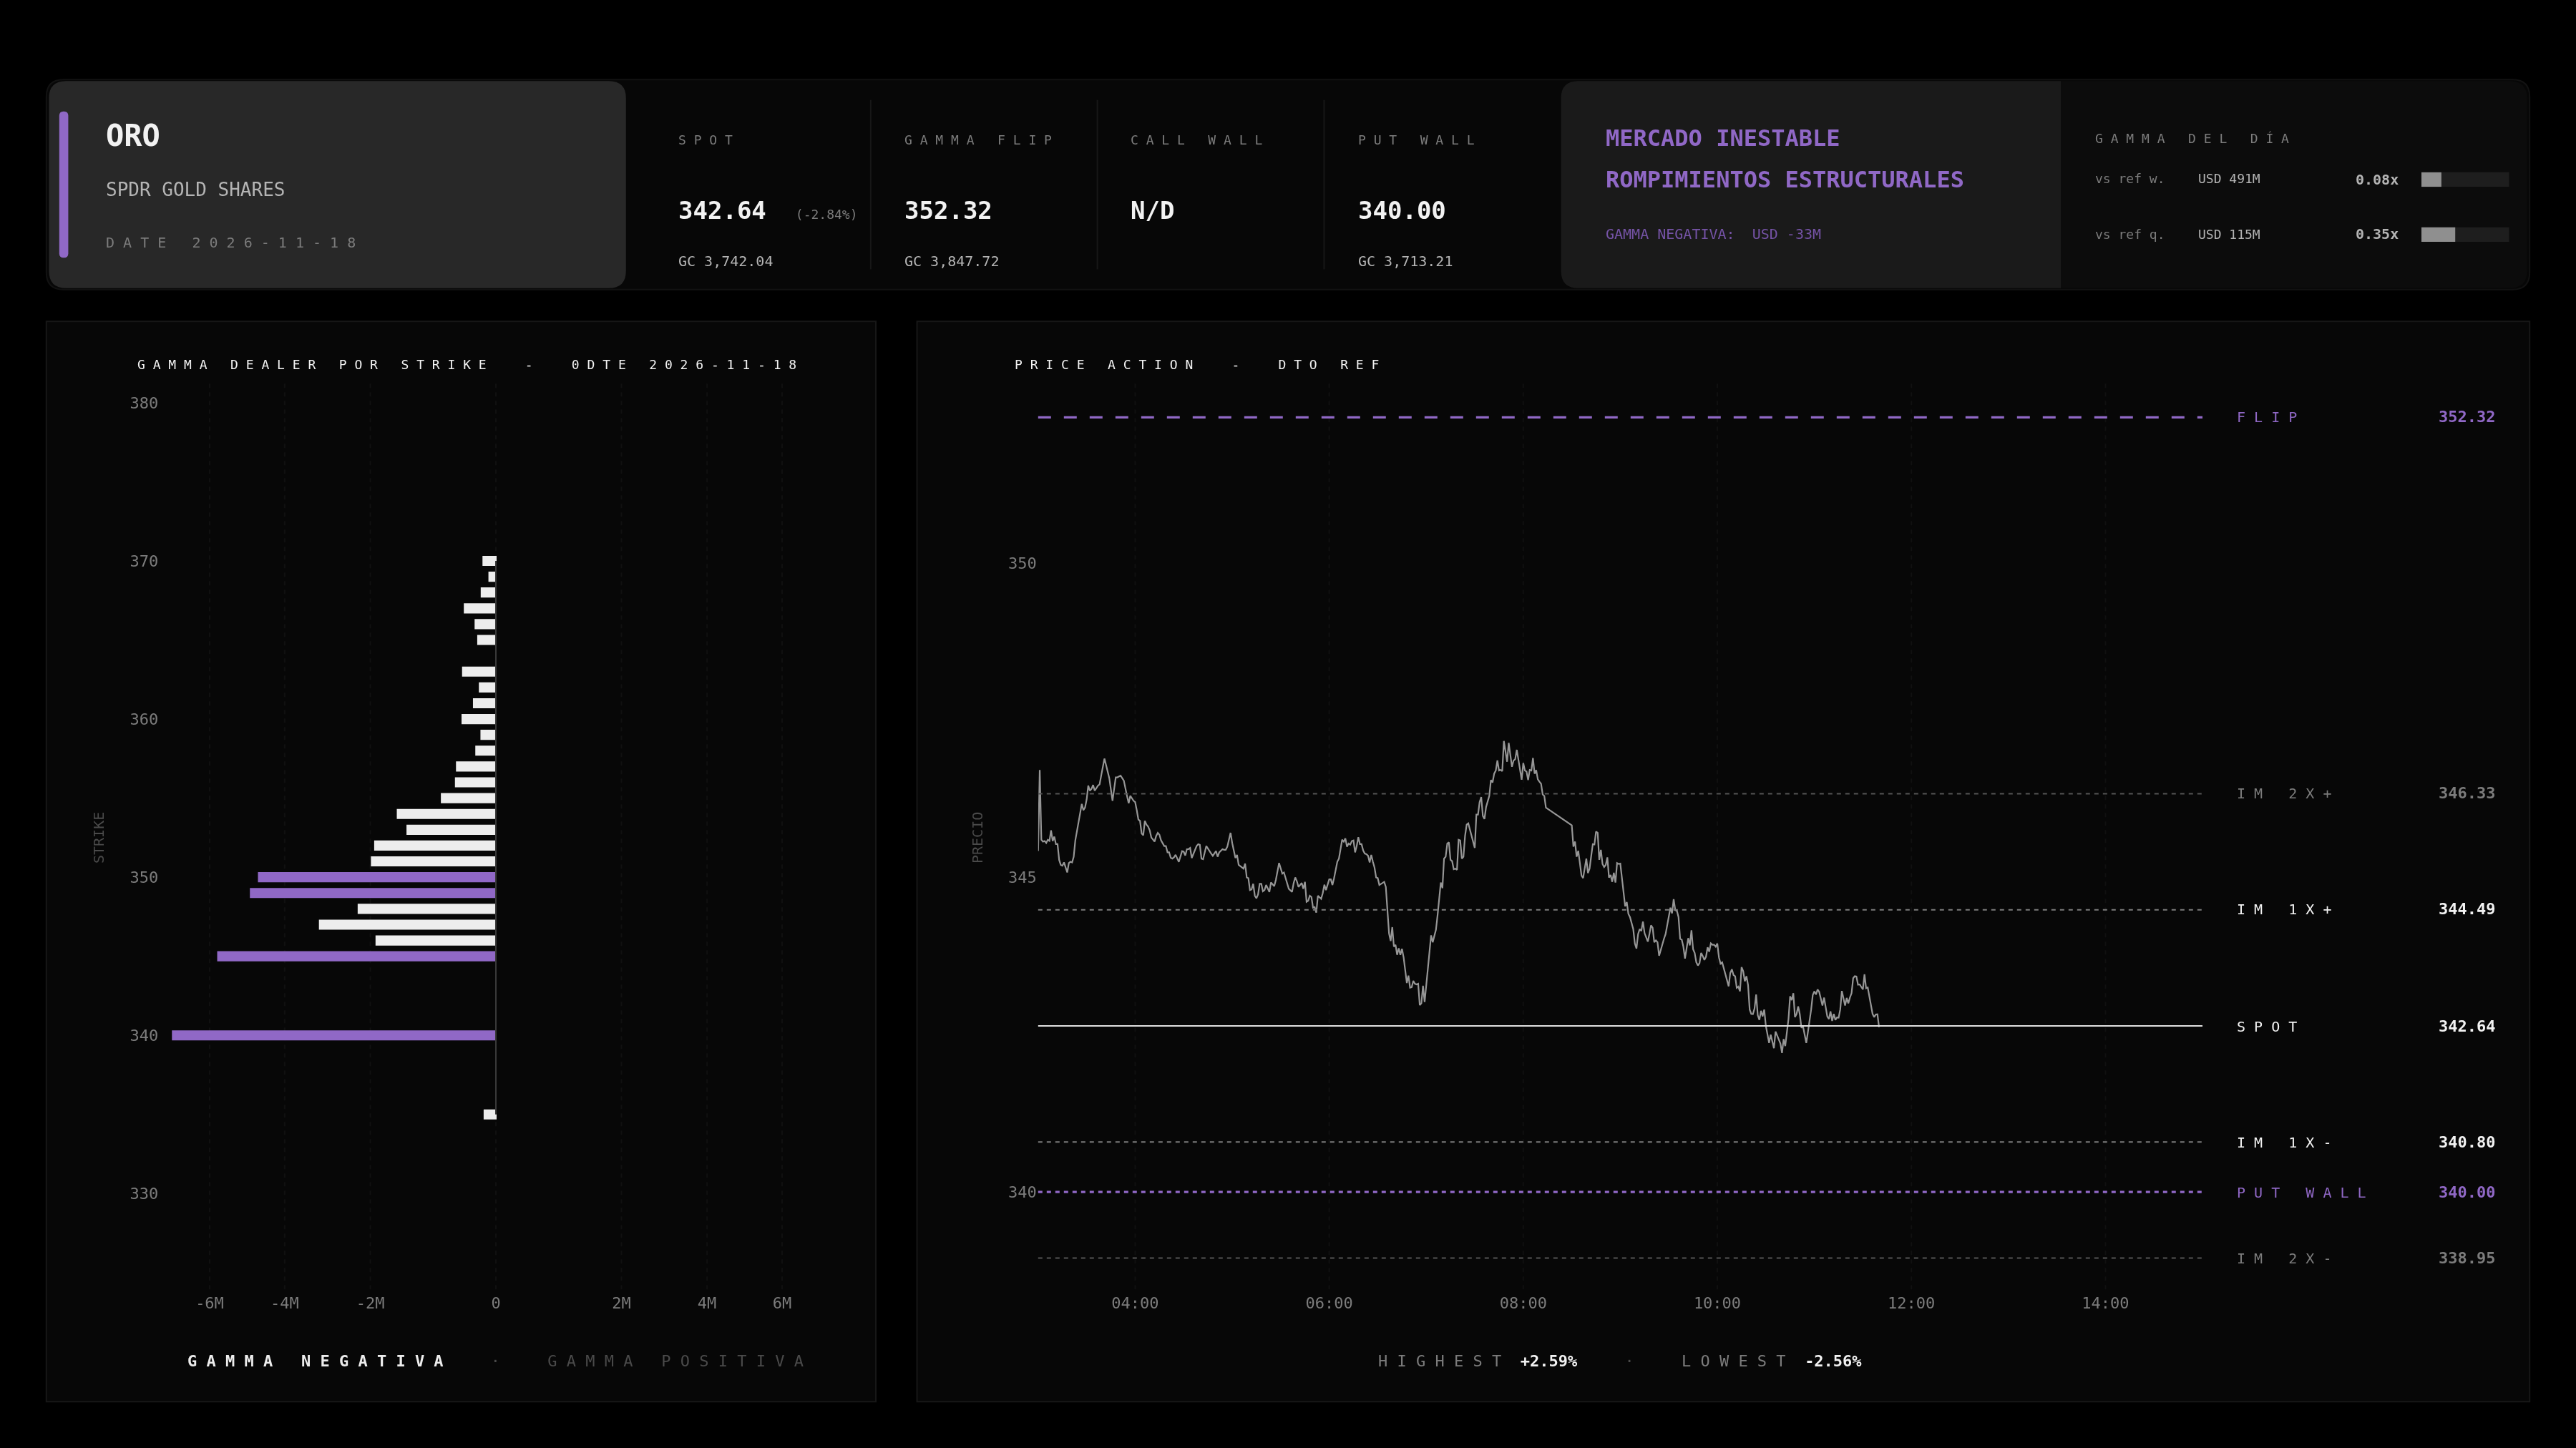 ORO
SPDR GOLD SHARES
DATE 2026-11-18
SPOT
342.64 (-2.84%)
GC 3,742.04
GAMMA FLIP
352.32
GC 3,847.72
CALL WALL
N/D
PUT WALL
340.00
GC 3,713.21
MERCADO INESTABLE
ROMPIMIENTOS ESTRUCTURALES
GAMMA NEGATIVA: USD -33M
GAMMA DEL DÍA
vs ref w. USD 491M 0.08x
vs ref q. USD 115M 0.35x
GAMMA DEALER POR STRIKE - 0DTE 2026-11-18
STRIKE
380
370
360
350
340
330
-6M -4M -2M 0 2M 4M 6M
GAMMA NEGATIVA · GAMMA POSITIVA
PRICE ACTION - DTO REF
PRECIO
350
345
340
FLIP 352.32
IM 2X+ 346.33
IM 1X+ 344.49
SPOT 342.64
IM 1X- 340.80
PUT WALL 340.00
IM 2X- 338.95
04:00 06:00 08:00 10:00 12:00 14:00
HIGHEST +2.59% · LOWEST -2.56%